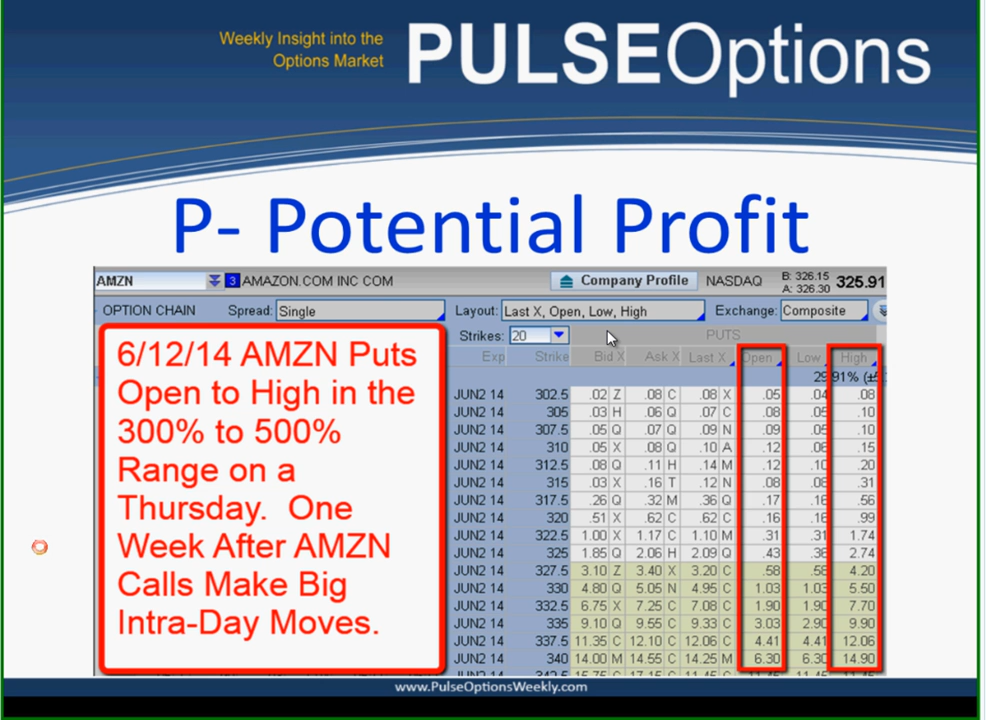 Weekly Insight into the
Options Market
PULSEOptions
P- Potential Profit
AMZN 3 AMAZON.COM INC COM Company Profile NASDAQ B: 326.15 A: 326.30 325.91
OPTION CHAIN Spread: Single Layout: Last X, Open, Low, High Exchange: Composite
6/12/14 AMZN Puts
Open to High in the
300% to 500%
Range on a
Thursday. One
Week After AMZN
Calls Make Big
Intra-Day Moves.
Strikes: 20 PUTS
Exp Strike Bid X Ask X Last X Open Low High
29.91% (±5
JUN2 14 302.5 .02 Z .08 C .08 X .05 .04 .08
JUN2 14 305 .03 H .06 Q .07 C .08 .05 .10
JUN2 14 307.5 .05 Q .07 Q .09 N .09 .05 .10
JUN2 14 310 .05 X .08 Q .10 A .12 .06 .15
JUN2 14 312.5 .08 Q .11 H .14 M .12 .10 .20
JUN2 14 315 .03 X .16 T .12 N .08 .08 .31
JUN2 14 317.5 .26 Q .32 M .36 Q .17 .16 .56
JUN2 14 320 .51 X .62 C .62 C .16 .16 .99
JUN2 14 322.5 1.00 X 1.17 C 1.10 M .31 .31 1.74
JUN2 14 325 1.85 Q 2.06 H 2.09 Q .43 .36 2.74
JUN2 14 327.5 3.10 Z 3.40 X 3.20 C .58 .58 4.20
JUN2 14 330 4.80 Q 5.05 N 4.95 C 1.03 1.03 5.50
JUN2 14 332.5 6.75 X 7.25 C 7.08 C 1.90 1.90 7.70
JUN2 14 335 9.10 Q 9.55 C 9.33 C 3.03 2.90 9.90
JUN2 14 337.5 11.35 C 12.10 C 12.06 C 4.41 4.41 12.06
JUN2 14 340 14.00 M 14.55 C 14.25 M 6.30 6.30 14.90
www.PulseOptionsWeekly.com